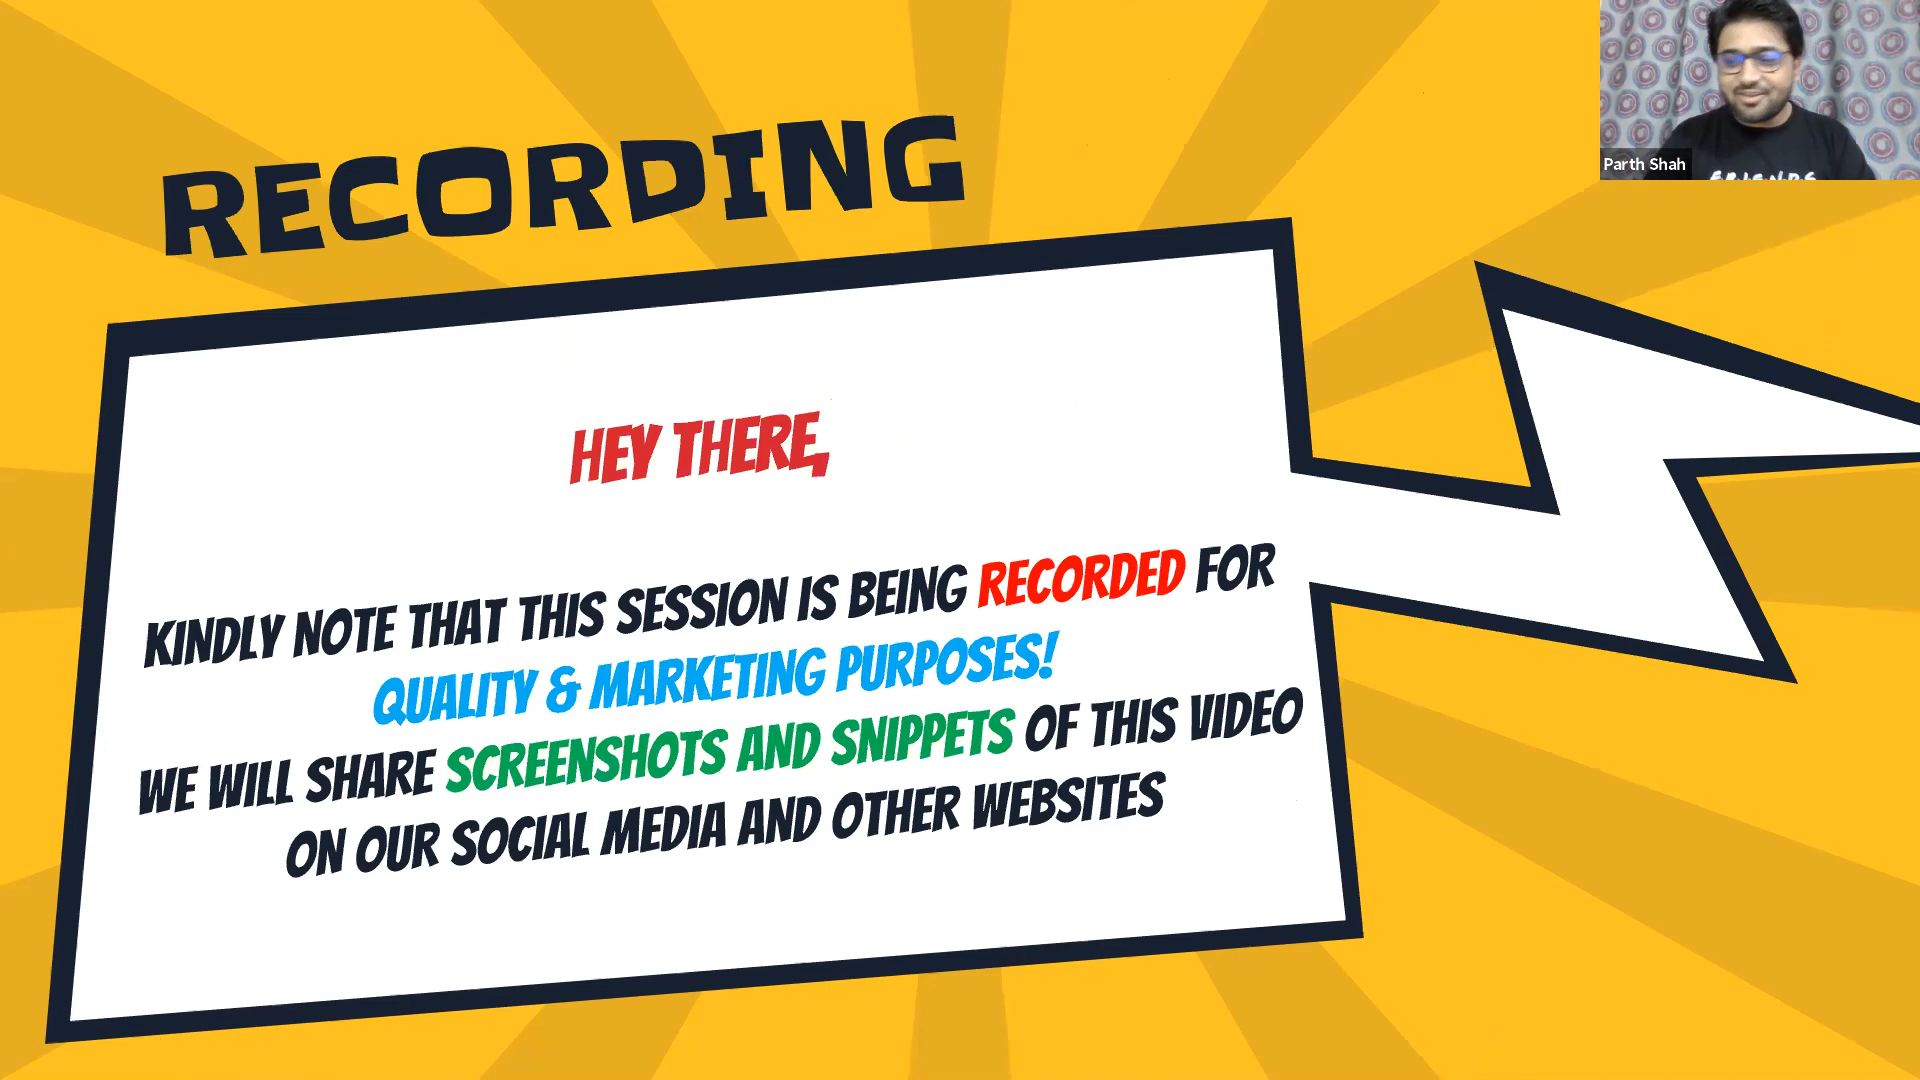 RECORDING
HEY THERE,
KINDLY NOTE THAT THIS SESSION IS BEING RECORDED FOR
QUALITY & MARKETING PURPOSES!
WE WILL SHARE SCREENSHOTS AND SNIPPETS OF THIS VIDEO
ON OUR SOCIAL MEDIA AND OTHER WEBSITES
Parth Shah
F.R.I.E.N.D.S